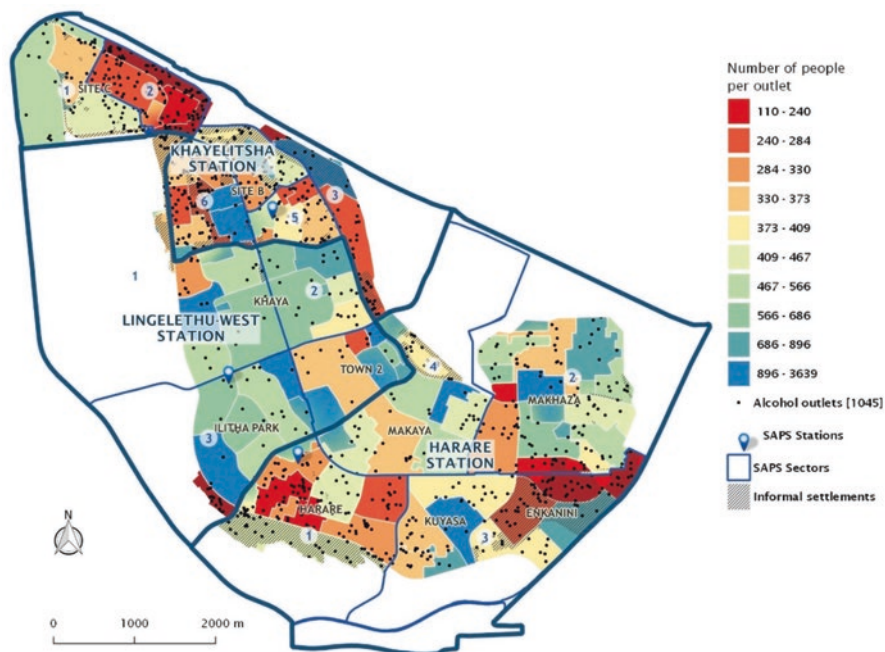 Number of people
per outlet
110 - 240
240 - 284
284 - 330
330 - 373
373 - 409
409 - 467
467 - 566
566 - 686
686 - 896
896 - 3639
Alcohol outlets [1045]
SAPS Stations
SAPS Sectors
Informal settlements
1
SITE C
2
KHAYELITSHA
STATION
6
SITE B
3
5
1
KHAYA
2
LINGELETHU-WEST
STATION
TOWN 2
4
2
MAKHAZA
ILITHA PARK
3
MAKAYA
HARARE
STATION
HARARE
1
KUYASA
3
ENKANINI
N
0
1000
2000 m